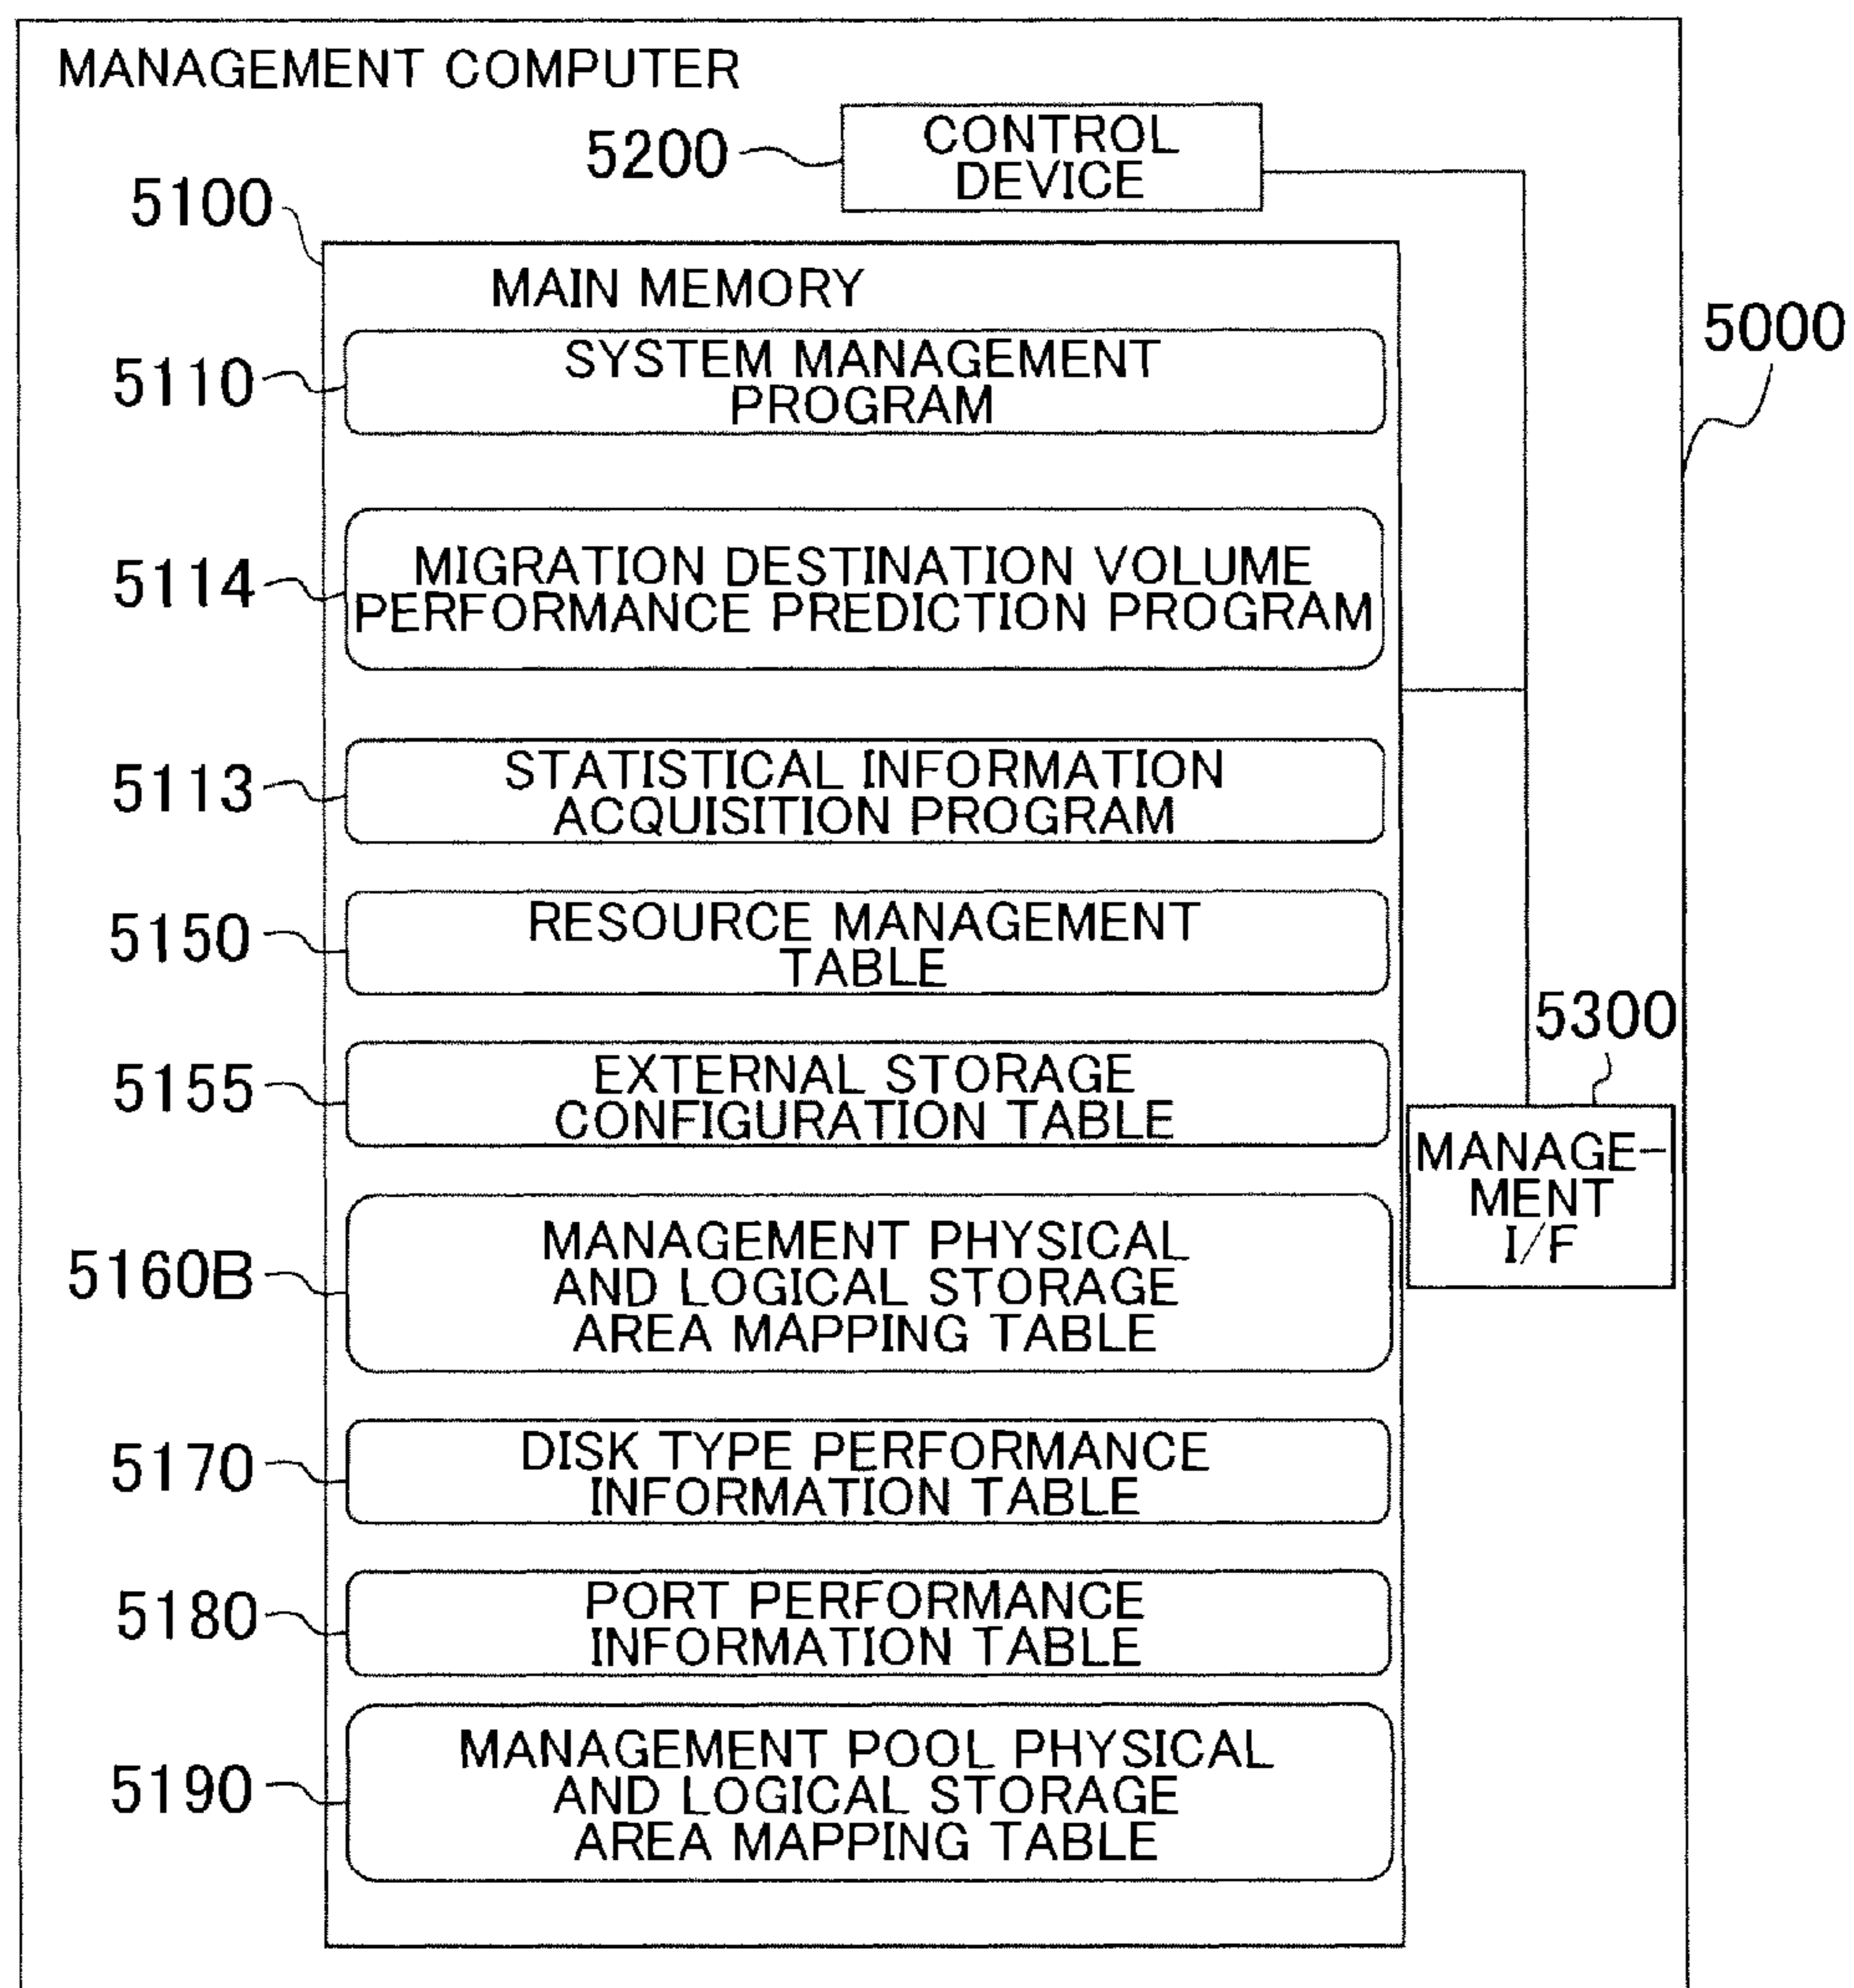 MANAGEMENT COMPUTER
5200
CONTROL
DEVICE
5100
MAIN MEMORY
5000
5110
SYSTEM MANAGEMENT
PROGRAM
5114
MIGRATION DESTINATION VOLUME
PERFORMANCE PREDICTION PROGRAM
5113
STATISTICAL INFORMATION
ACQUISITION PROGRAM
5150
RESOURCE MANAGEMENT
TABLE
5300
5155
EXTERNAL STORAGE
CONFIGURATION TABLE
MANAGE-
MENT
I/F
5160B
MANAGEMENT PHYSICAL
AND LOGICAL STORAGE
AREA MAPPING TABLE
5170
DISK TYPE PERFORMANCE
INFORMATION TABLE
5180
PORT PERFORMANCE
INFORMATION TABLE
5190
MANAGEMENT POOL PHYSICAL
AND LOGICAL STORAGE
AREA MAPPING TABLE